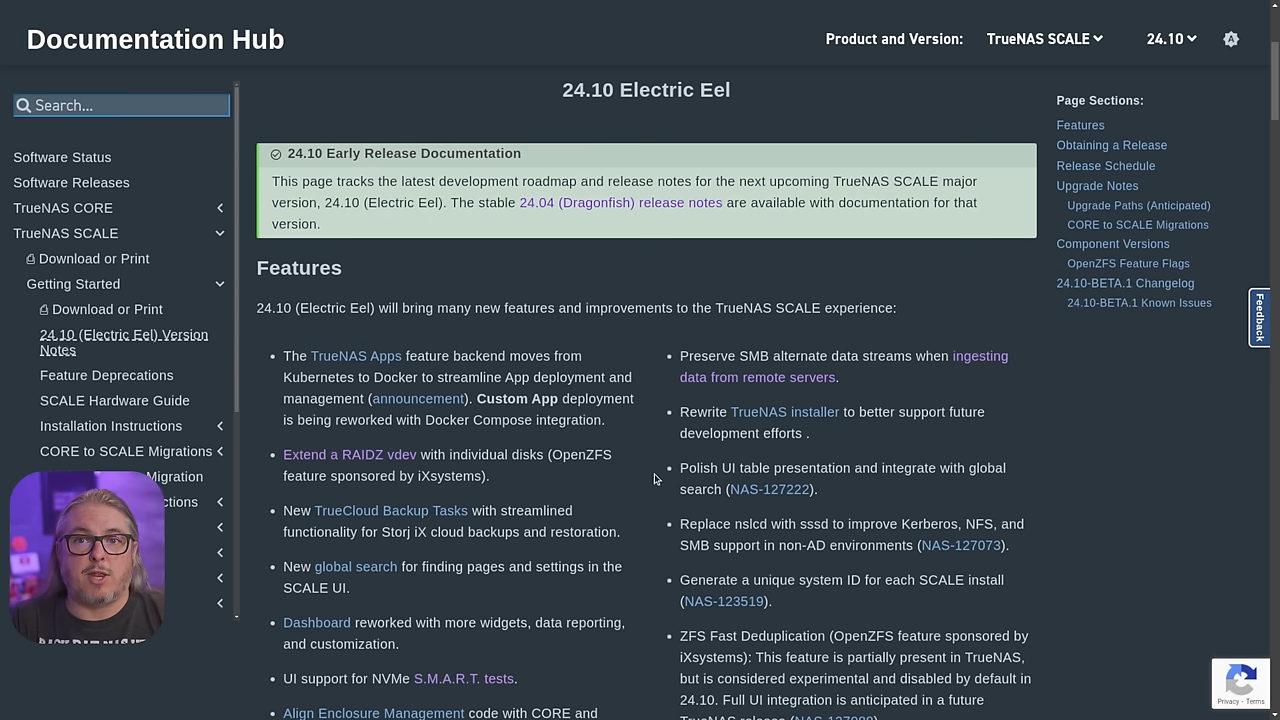 Documentation Hub
Product and Version:
TrueNAS SCALE
24.10
Search...
Software Status
Software Releases
TrueNAS CORE
TrueNAS SCALE
Download or Print
Getting Started
Download or Print
24.10 (Electric Eel) Version
Notes
Feature Deprecations
SCALE Hardware Guide
Installation Instructions
CORE to SCALE Migrations
Migration
24.10 Electric Eel
24.10 Early Release Documentation
This page tracks the latest development roadmap and release notes for the next upcoming TrueNAS SCALE major
version, 24.10 (Electric Eel). The stable 24.04 (Dragonfish) release notes are available with documentation for that
version.
Features
24.10 (Electric Eel) will bring many new features and improvements to the TrueNAS SCALE experience:
The TrueNAS Apps feature backend moves from
Kubernetes to Docker to streamline App deployment and
management (announcement). Custom App deployment
is being reworked with Docker Compose integration.
Extend a RAIDZ vdev with individual disks (OpenZFS
feature sponsored by iXsystems).
New TrueCloud Backup Tasks with streamlined
functionality for Storj iX cloud backups and restoration.
New global search for finding pages and settings in the
SCALE UI.
Dashboard reworked with more widgets, data reporting,
and customization.
UI support for NVMe S.M.A.R.T. tests.
Align Enclosure Management code with CORE and
Preserve SMB alternate data streams when ingesting
data from remote servers.
Rewrite TrueNAS installer to better support future
development efforts .
Polish UI table presentation and integrate with global
search (NAS-127222).
Replace nslcd with sssd to improve Kerberos, NFS, and
SMB support in non-AD environments (NAS-127073).
Generate a unique system ID for each SCALE install
(NAS-123519).
ZFS Fast Deduplication (OpenZFS feature sponsored by
iXsystems): This feature is partially present in TrueNAS,
but is considered experimental and disabled by default in
24.10. Full UI integration is anticipated in a future
Page Sections:
Features
Obtaining a Release
Release Schedule
Upgrade Notes
Upgrade Paths (Anticipated)
CORE to SCALE Migrations
Component Versions
OpenZFS Feature Flags
24.10-BETA.1 Changelog
24.10-BETA.1 Known Issues
Feedback
Privacy - Terms